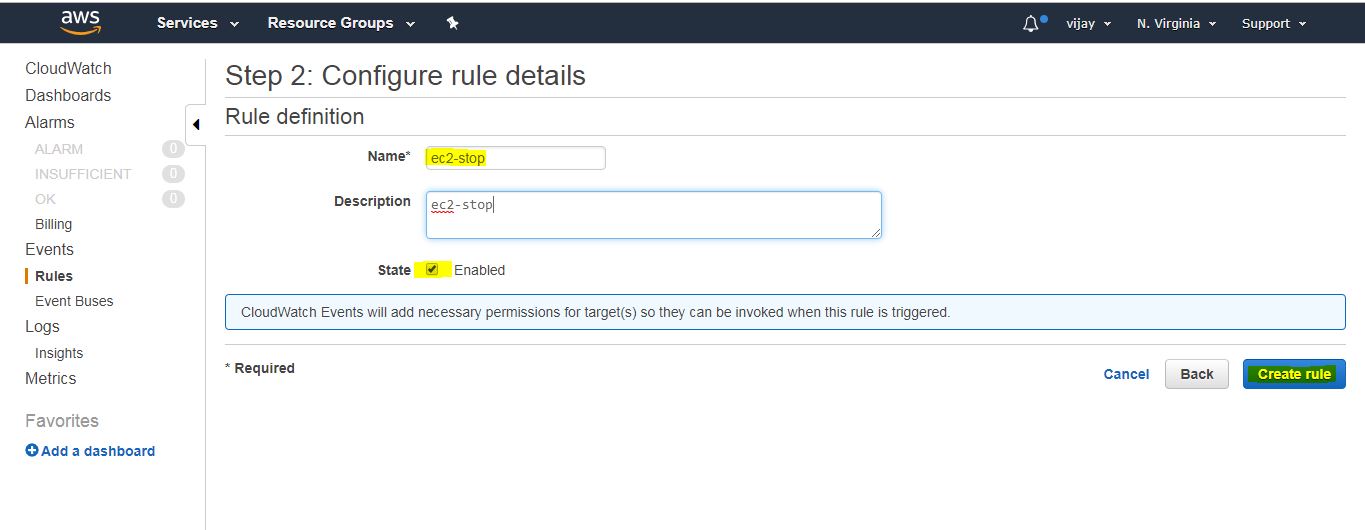 aws Services Resource Groups vijay N. Virginia Support
CloudWatch
Dashboards
Alarms
ALARM 0
INSUFFICIENT 0
OK 0
Billing
Events
Rules
Event Buses
Logs
Insights
Metrics
Favorites
Add a dashboard
Step 2: Configure rule details
Rule definition
Name* ec2-stop
Description ec2-stop
State Enabled
CloudWatch Events will add necessary permissions for target(s) so they can be invoked when this rule is triggered.
* Required Cancel Back Create rule